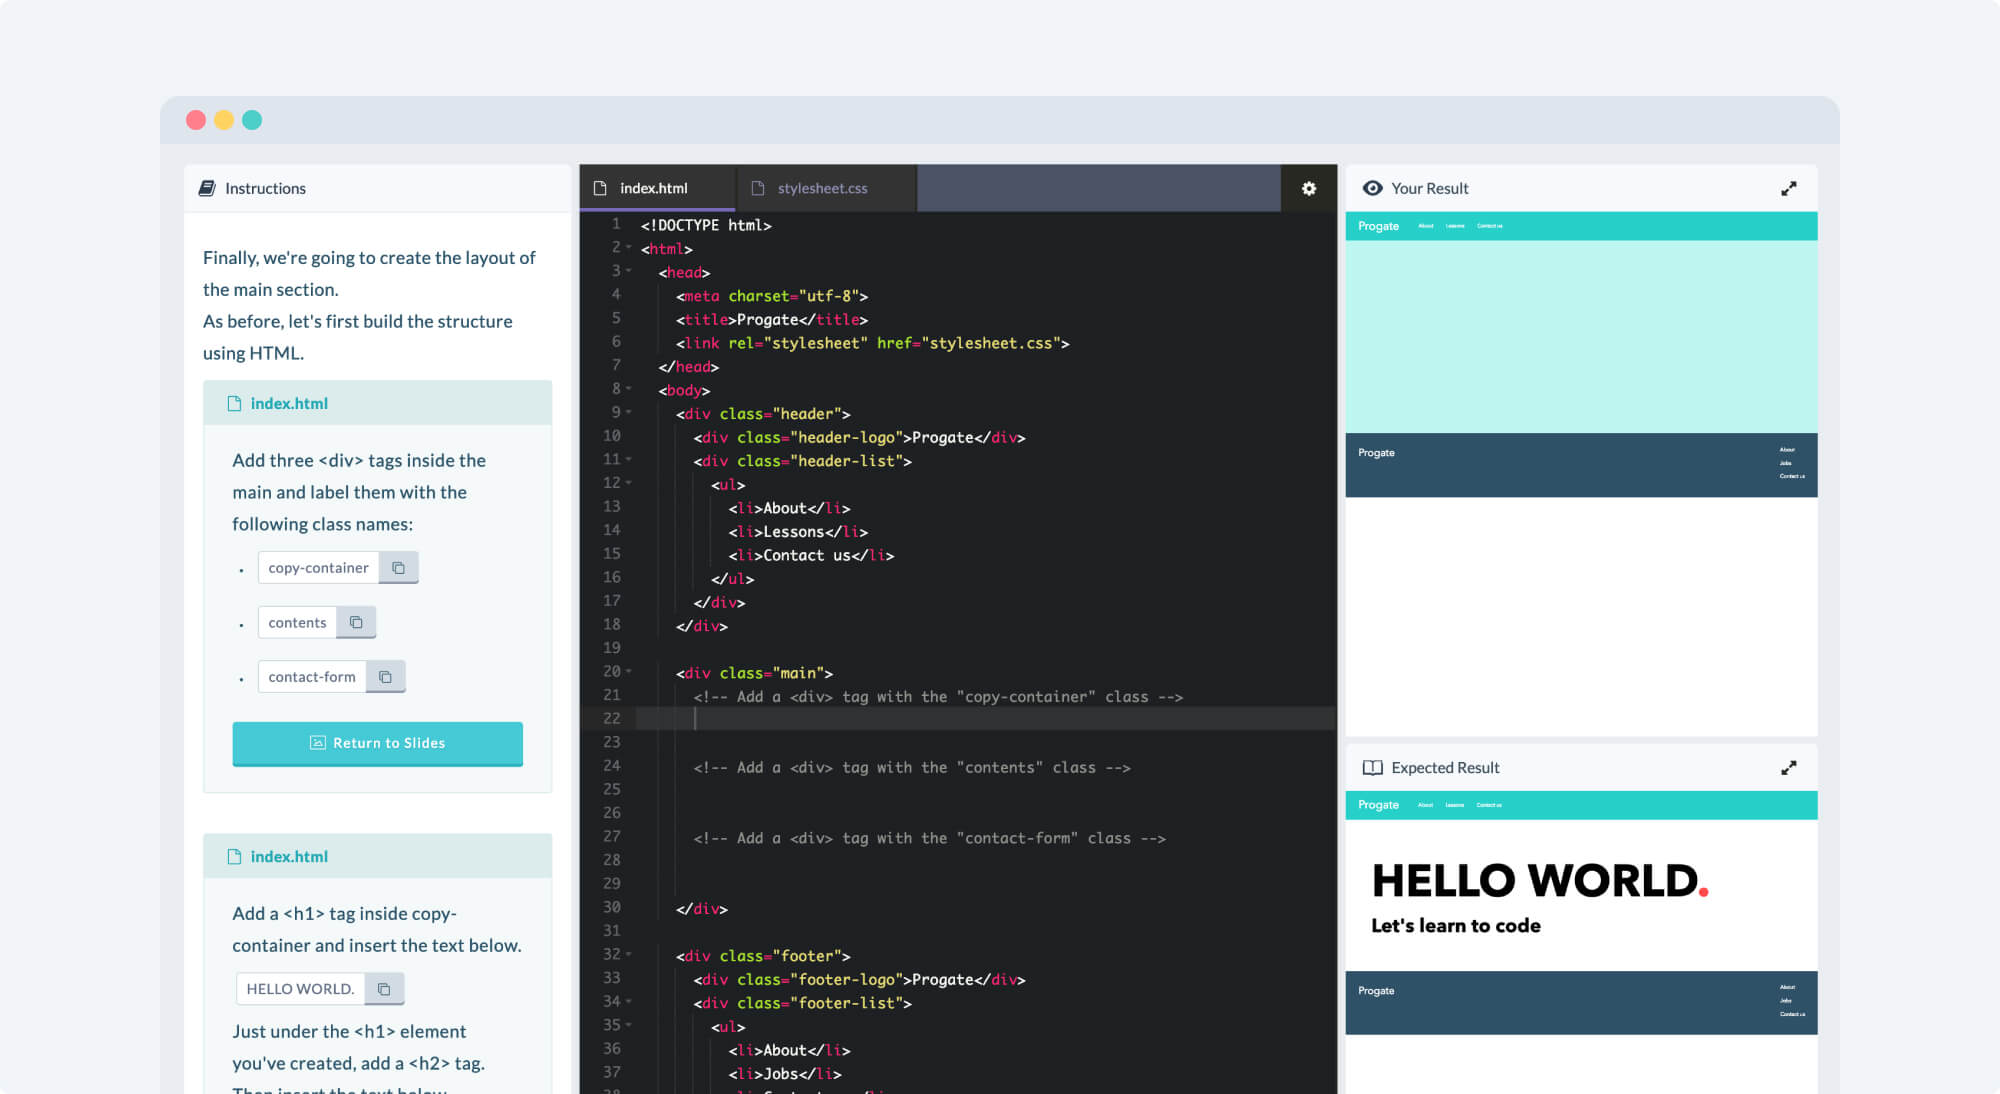 Instructions
Finally, we're going to create the layout of
the main section.
As before, let's first build the structure
using HTML.
index.html
Add three <div> tags inside the
main and label them with the
following class names:
copy-container
contents
contact-form
Return to Slides
index.html
Add a <h1> tag inside copy-
container and insert the text below.
HELLO WORLD.
Just under the <h1> element
you've created, add a <h2> tag.
Then insert the text below
index.html
stylesheet.css
1 <!DOCTYPE html>
2 <html>
3 <head>
4 <meta charset="utf-8">
5 <title>Progate</title>
6 <link rel="stylesheet" href="stylesheet.css">
7 </head>
8 <body>
9 <div class="header">
10 <div class="header-logo">Progate</div>
11 <div class="header-list">
12 <ul>
13 <li>About</li>
14 <li>Lessons</li>
15 <li>Contact us</li>
16 </ul>
17 </div>
18 </div>
19
20 <div class="main">
21 <!-- Add a <div> tag with the "copy-container" class -->
22
23
24 <!-- Add a <div> tag with the "contents" class -->
25
26
27 <!-- Add a <div> tag with the "contact-form" class -->
28
29
30 </div>
31
32 <div class="footer">
33 <div class="footer-logo">Progate</div>
34 <div class="footer-list">
35 <ul>
36 <li>About</li>
37 <li>Jobs</li>
Your Result
Progate About Lessons Contact us
Progate
About
Jobs
Contact us
Expected Result
Progate About Lessons Contact us
HELLO WORLD.
Let's learn to code
Progate
About
Jobs
Contact us